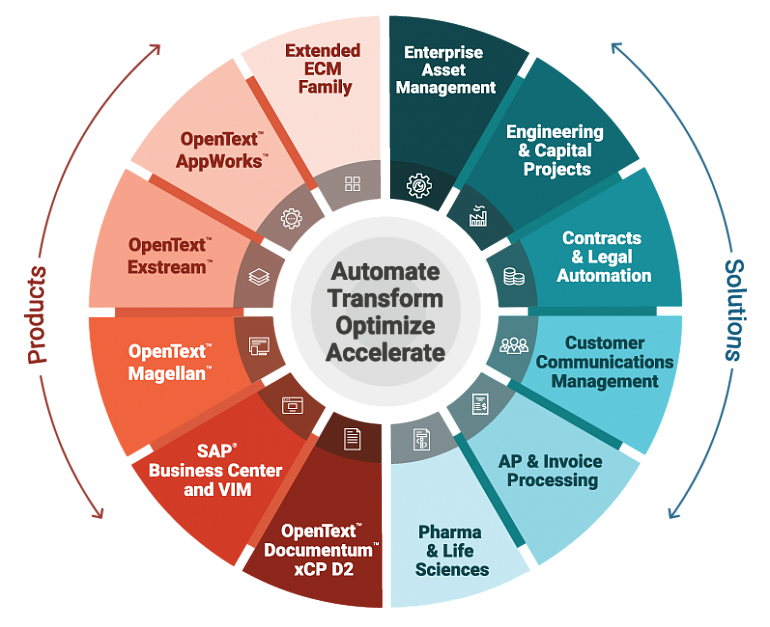 Extended
ECM
Family
Enterprise
Asset
Management
OpenText™
AppWorks™
Engineering
& Capital
Projects
OpenText™
Exstream™
Contracts
& Legal
Automation
Products
Automate
Transform
Optimize
Accelerate
Solutions
OpenText™
Magellan™
Customer
Communications
Management
SAP®
Business Center
and VIM
AP & Invoice
Processing
OpenText™
Documentum™
xCP D2
Pharma
& Life
Sciences